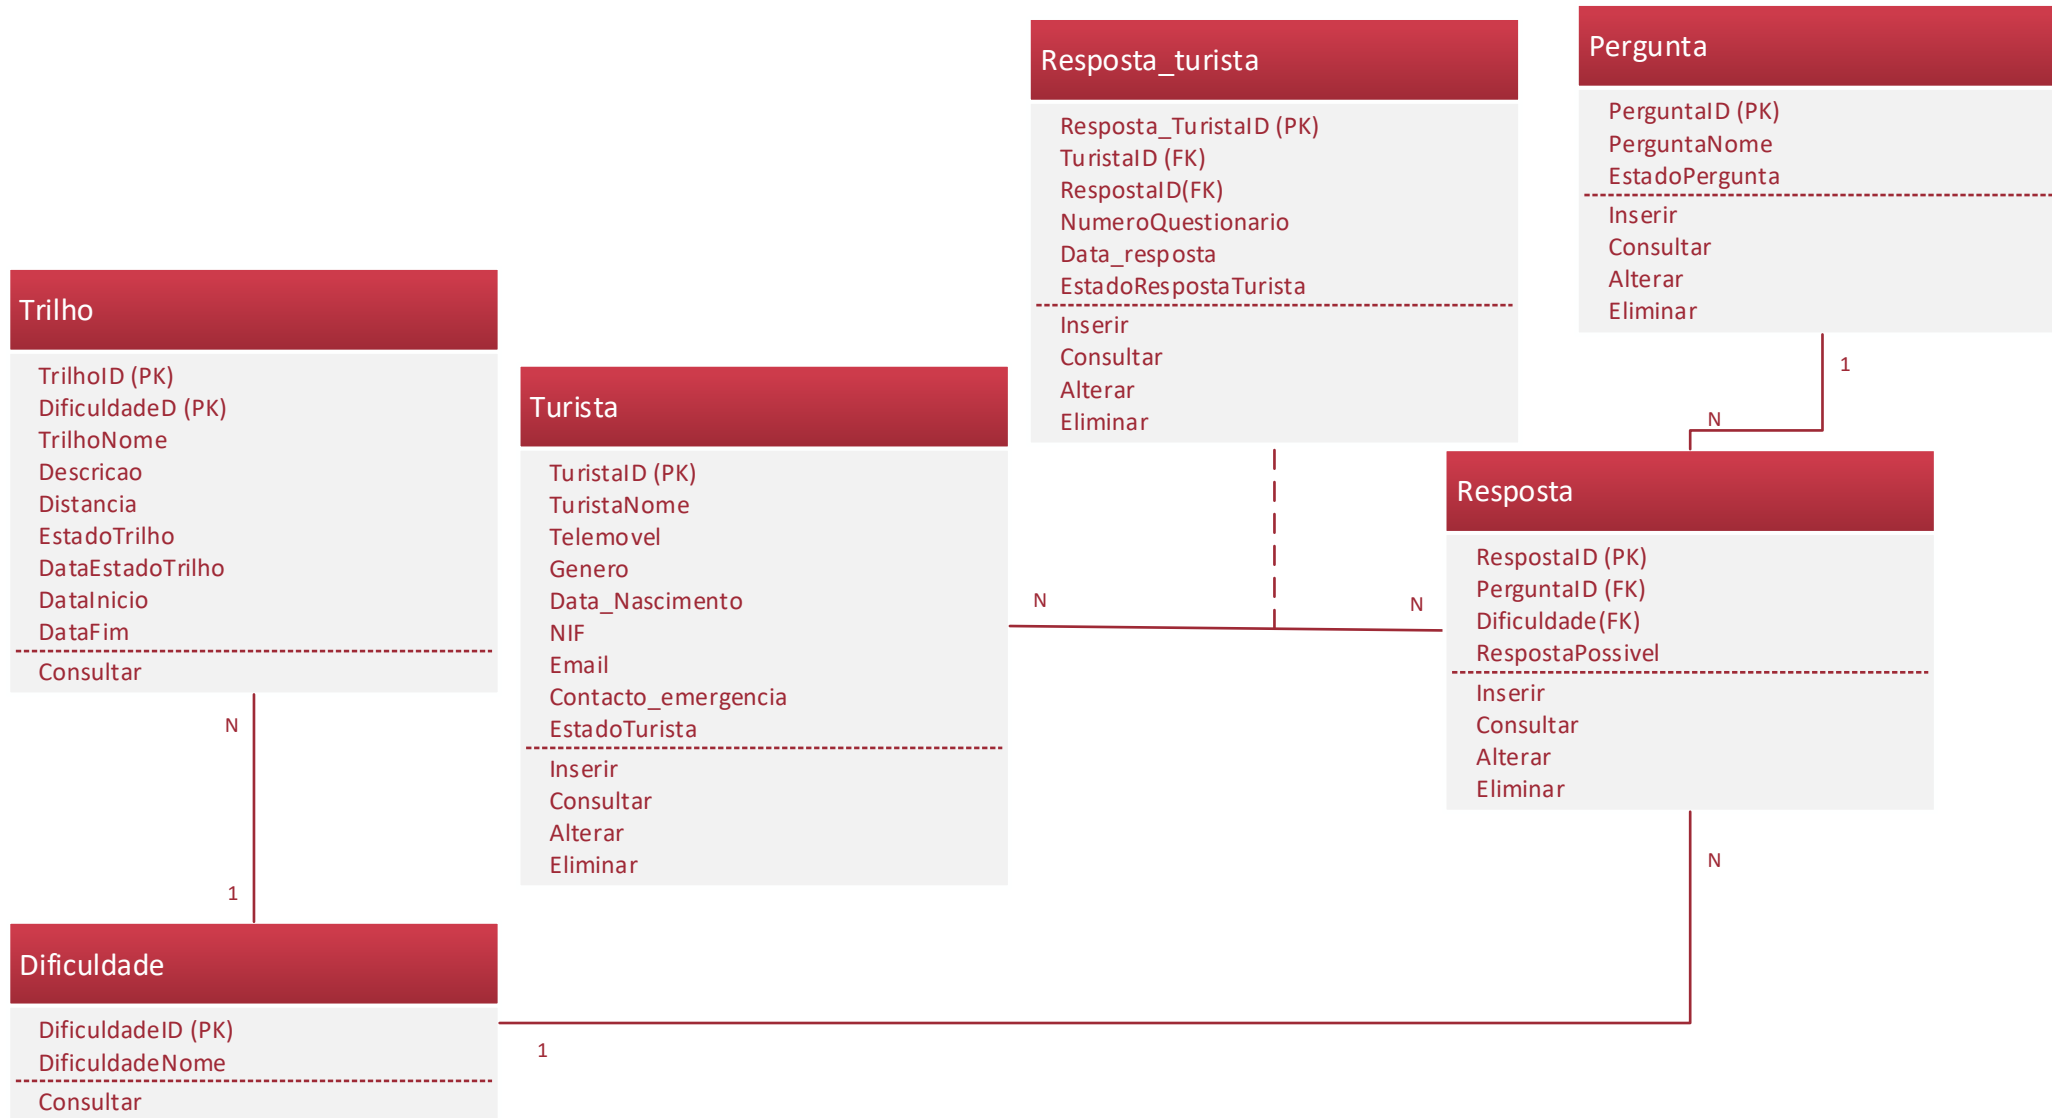 Resposta_turista
Resposta_TuristaID (PK)
TuristaID (FK)
RespostaID(FK)
NumeroQuestionario
Data_resposta
EstadoRespostaTurista
Inserir
Consultar
Alterar
Eliminar
Pergunta
PerguntaID (PK)
PerguntaNome
EstadoPergunta
Inserir
Consultar
Alterar
Eliminar
1
N
Trilho
TrilhoID (PK)
DificuldadeD (PK)
TrilhoNome
Descricao
Distancia
EstadoTrilho
DataEstadoTrilho
DataInicio
DataFim
Consultar
N
1
Turista
TuristaID (PK)
TuristaNome
Telemovel
Genero
Data_Nascimento
NIF
Email
Contacto_emergencia
EstadoTurista
Inserir
Consultar
Alterar
Eliminar
N
N
Resposta
RespostaID (PK)
PerguntaID (FK)
Dificuldade(FK)
RespostaPossivel
Inserir
Consultar
Alterar
Eliminar
N
Dificuldade
DificuldadeID (PK)
DificuldadeNome
Consultar
1